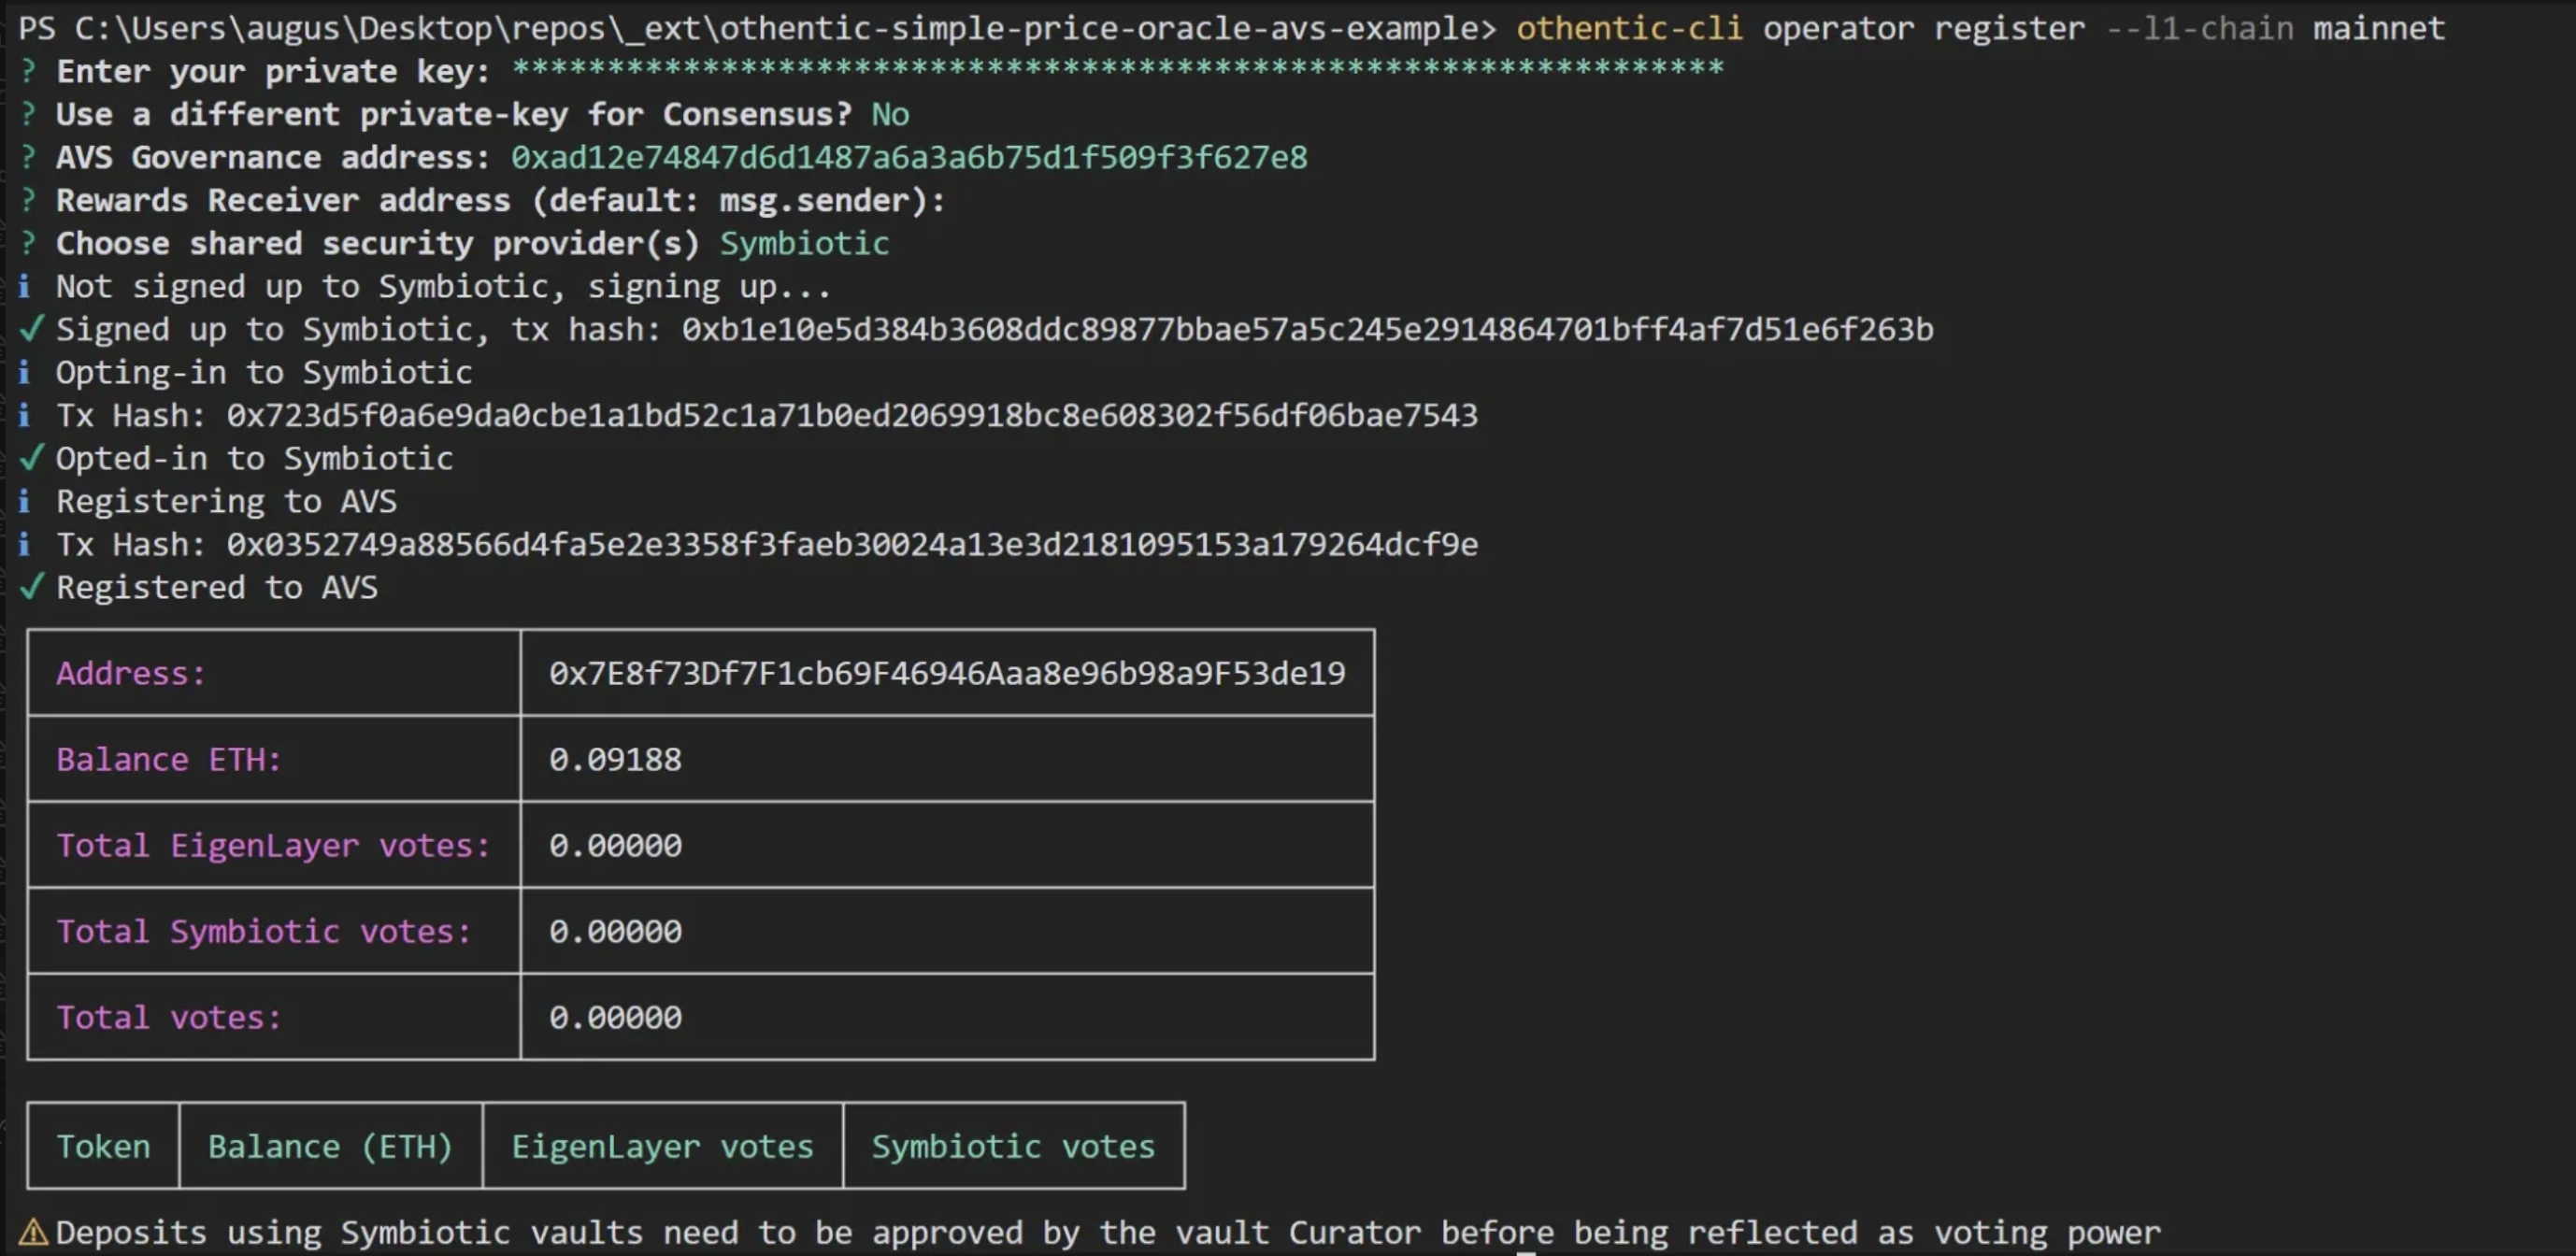 PS C:\Users\augus\Desktop\repos\_ext\othentic-simple-price-oracle-avs-example> othentic-cli operator register --l1-chain mainnet
? Enter your private key: ****************************************************************
? Use a different private-key for Consensus? No
? AVS Governance address: 0xad12e74847d6d1487a6a3a6b75d1f509f3f627e8
? Rewards Receiver address (default: msg.sender):
? Choose shared security provider(s) Symbiotic
i Not signed up to Symbiotic, signing up...
✓ Signed up to Symbiotic, tx hash: 0xb1e10e5d384b3608ddc89877bbae57a5c245e2914864701bff4af7d51e6f263b
i Opting-in to Symbiotic
i Tx Hash: 0x723d5f0a6e9da0cbe1a1bd52c1a71b0ed2069918bc8e608302f56df06bae7543
✓ Opted-in to Symbiotic
i Registering to AVS
i Tx Hash: 0x0352749a88566d4fa5e2e3358f3faeb30024a13e3d2181095153a179264dcf9e
✓ Registered to AVS
Address: 0x7E8f73Df7F1cb69F46946Aaa8e96b98a9F53de19
Balance ETH: 0.09188
Total EigenLayer votes: 0.00000
Total Symbiotic votes: 0.00000
Total votes: 0.00000
Token Balance (ETH) EigenLayer votes Symbiotic votes
⚠ Deposits using Symbiotic vaults need to be approved by the vault Curator before being reflected as voting power